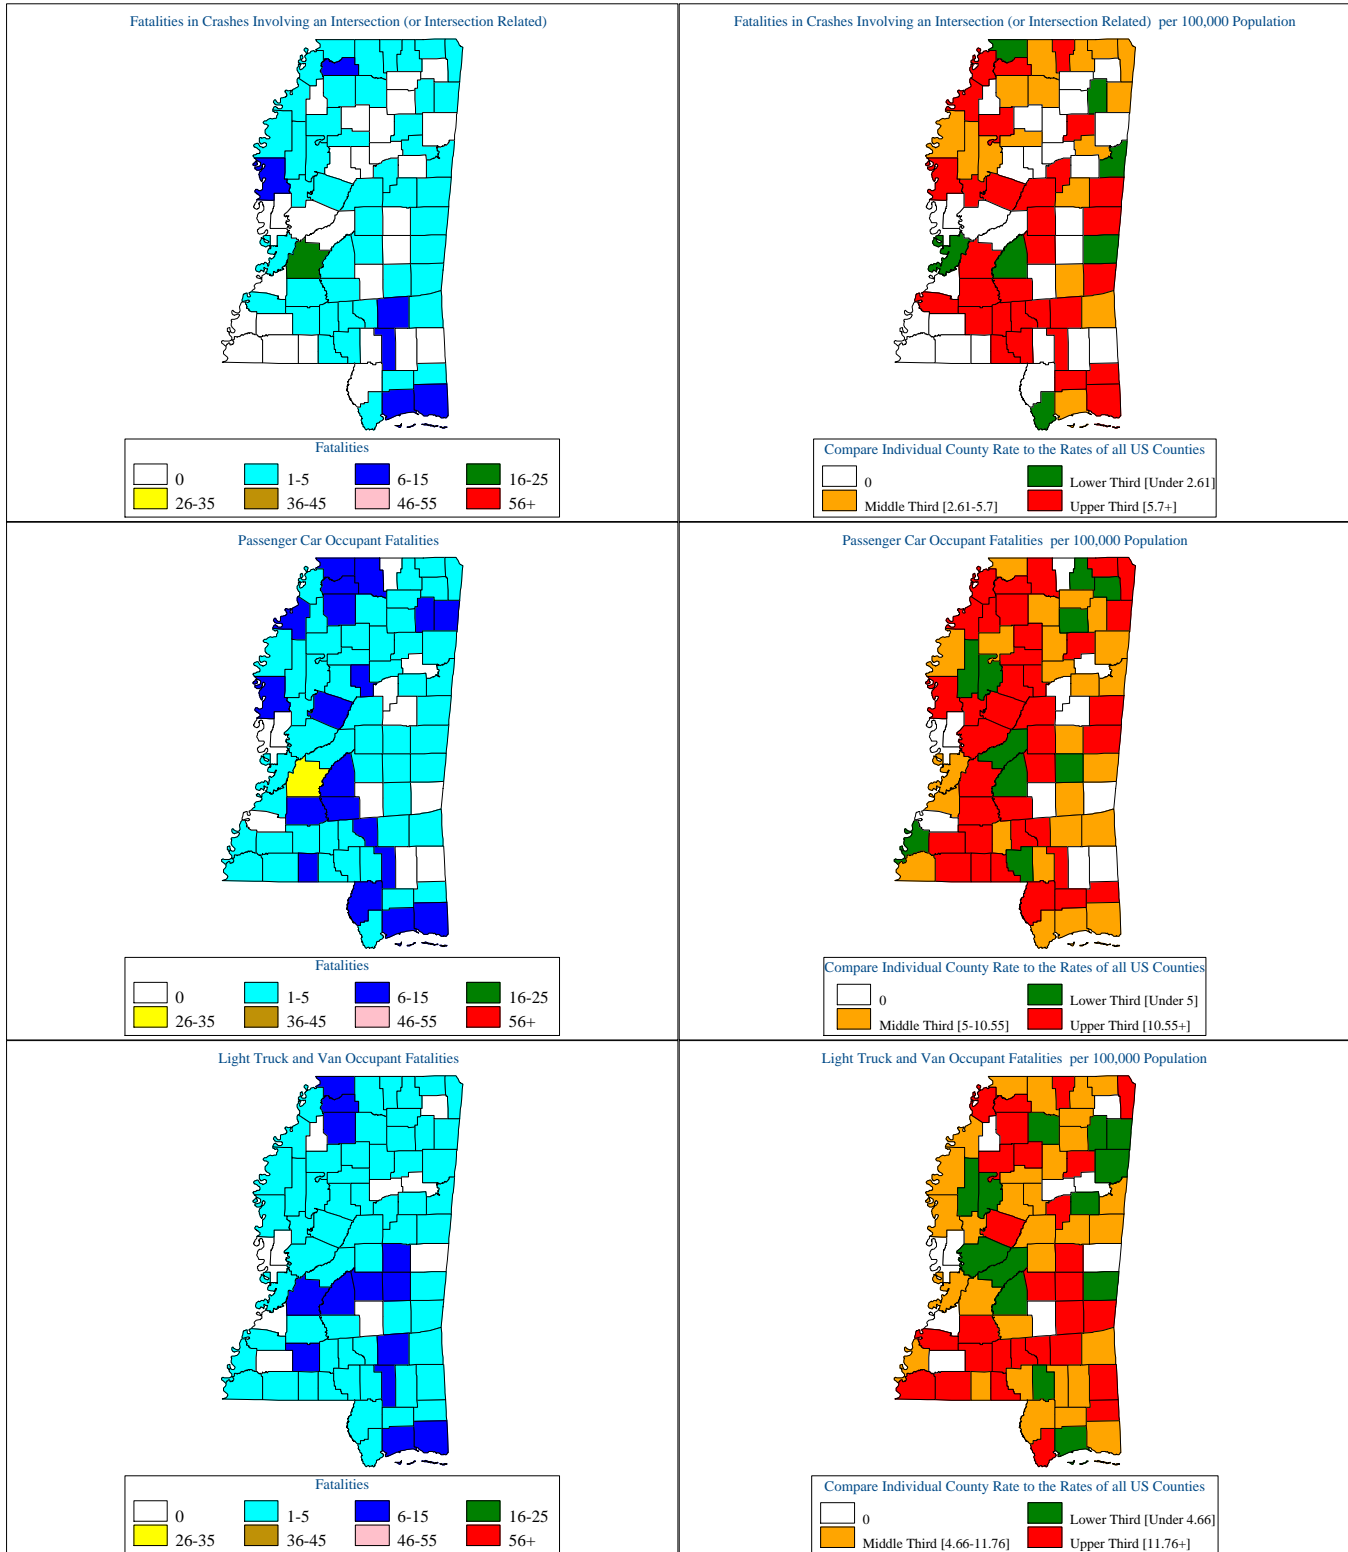 Fatalities in Crashes Involving an Intersection (or Intersection Related)
Fatalities
0
1-5
6-15
16-25
26-35
36-45
46-55
56+
Fatalities in Crashes Involving an Intersection (or Intersection Related) per 100,000 Population
Compare Individual County Rate to the Rates of all US Counties
0
Lower Third [Under 2.61]
Middle Third [2.61-5.7]
Upper Third [5.7+]
Passenger Car Occupant Fatalities
Fatalities
0
1-5
6-15
16-25
26-35
36-45
46-55
56+
Passenger Car Occupant Fatalities per 100,000 Population
Compare Individual County Rate to the Rates of all US Counties
0
Lower Third [Under 5]
Middle Third [5-10.55]
Upper Third [10.55+]
Light Truck and Van Occupant Fatalities
Fatalities
0
1-5
6-15
16-25
26-35
36-45
46-55
56+
Light Truck and Van Occupant Fatalities per 100,000 Population
Compare Individual County Rate to the Rates of all US Counties
0
Lower Third [Under 4.66]
Middle Third [4.66-11.76]
Upper Third [11.76+]